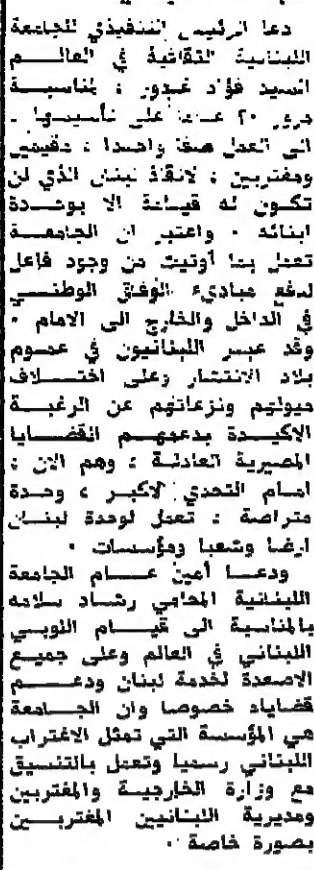 دعا الرئيس التنفيذي للجامعة
اللبنانية الثقافية في العالم
السيد فؤاد غندور ، بمناسبة
مرور ٢٠ عاما على تأسيسها ،
الى العمل صفا واحدا ، مقيمين
ومغتربين ، لانقاذ لبنان الذي لن
تكون له قيامة الا بوحدة
ابنائه . واعتبر ان الجامعة
تعمل بما أوتيت من وجود فاعل
لدفع مبادىء الوفاق الوطني
في الداخل والخارج الى الامام .
وقد عبر اللبنانيون في عموم
بلاد الانتشار وعلى اختلاف
ميولهم ونزعاتهم عن الرغبة
الاكيدة بدعمهم القضايا
المصيرية العادلة ، وهم الان ،
امام التحدي الاكبر ، وحدة
متراصة ، تعمل لوحدة لبنان
ارضا وشعبا ومؤسسات .
ودعا أمين عام الجامعة
اللبنانية المحامي رشاد سلامه
بالمناسبة الى قيام اللوبي
اللبناني في العالم وعلى جميع
الاصعدة لخدمة لبنان ودعم
قضاياه خصوصا وان الجامعة
هي المؤسسة التي تمثل الاغتراب
اللبناني رسميا وتعمل بالتنسيق
مع وزارة الخارجية والمغتربين
ومديرية اللبنانيين المغتربين
بصورة خاصة .